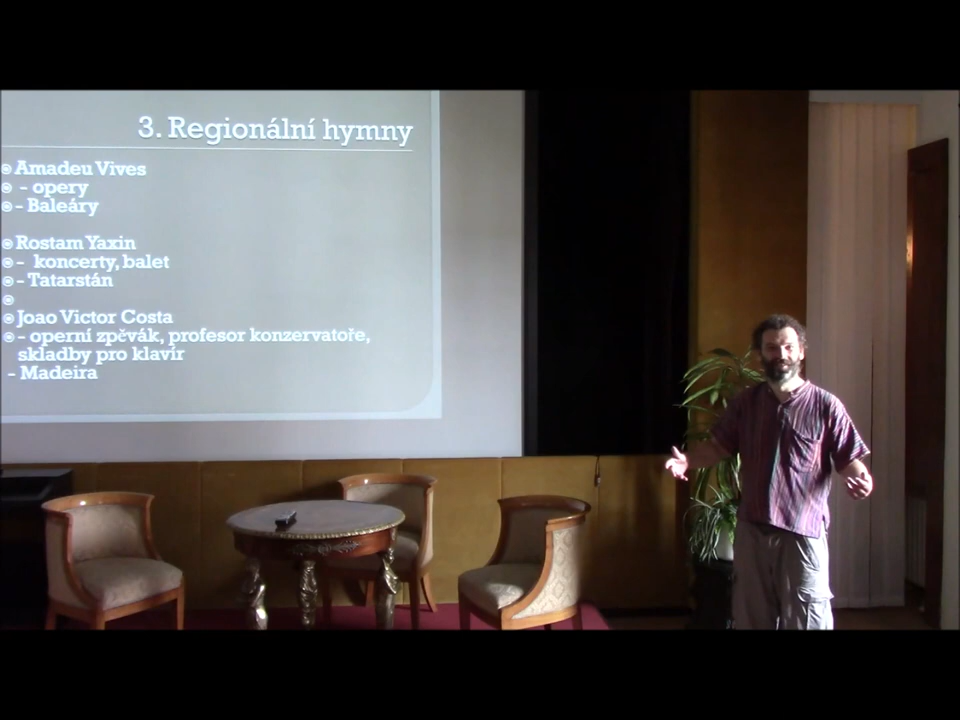 3. Regionální hymny
Amadeu Vives
- opery
- Baleáry
Rostam Yaxin
- koncerty, balet
- Tatarstán
Joao Victor Costa
- operní zpěvák, profesor konzervatoře,
skladby pro klavír
- Madeira